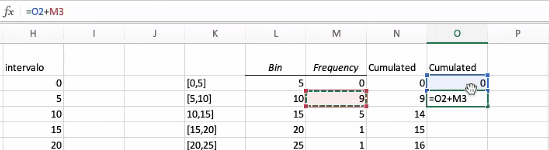 fx =O2+M3
H I J K L M N O P
intervalo Bin Frequency Cumulated Cumulated
0 [0,5] 5 0 0 0
5 [5,10] 10 9 9 =O2+M3
10 10,15] 15 5 14
15 [15,20] 20 1 15
20 [20,25] 25 1 16